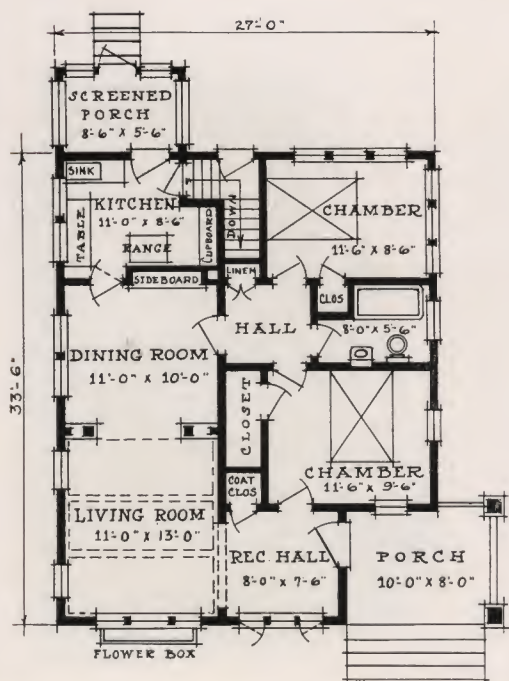 27'-0"
SCREENED
PORCH
8'-6" X 5'-6"
SINK
KITCHEN
11'-0" X 8'-6"
TABLE
RANGE
CUPBOARD
DOWN
CHAMBER
11'-6" X 8'-6"
SIDEBOARD
LINEN
CLOS
HALL
8'-0" X 5'-6"
33'-6"
DINING ROOM
11'-0" X 10'-0"
CLOSET
CHAMBER
11'-6" X 9'-6"
COAT
CLOS
LIVING ROOM
11'-0" X 13'-0"
REC. HALL
8'-0" X 7'-6"
PORCH
10'-0" X 8'-0"
FLOWER BOX